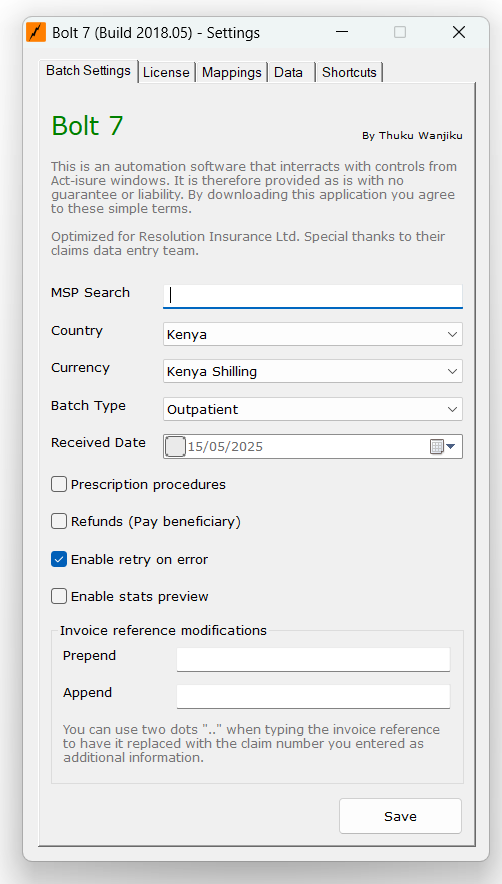 Bolt 7 (Build 2018.05) - Settings
Batch Settings
License
Mappings
Data
Shortcuts
Bolt 7
By Thuku Wanjiku
This is an automation software that interracts with controls from
Act-isure windows. It is therefore provided as is with no
guarantee or liability. By downloading this application you agree
to these simple terms.
Optimized for Resolution Insurance Ltd. Special thanks to their
claims data entry team.
MSP Search
Country
Kenya
Currency
Kenya Shilling
Batch Type
Outpatient
Received Date
15/05/2025
Prescription procedures
Refunds (Pay beneficiary)
Enable retry on error
Enable stats preview
Invoice reference modifications
Prepend
Append
You can use two dots ".." when typing the invoice reference
to have it replaced with the claim number you entered as
additional information.
Save